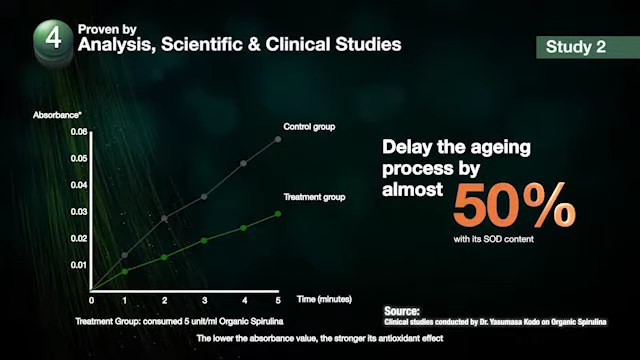 4
Proven by
Analysis, Scientific & Clinical Studies
Study 2
Absorbance*
0.06
0.05
0.04
0.03
0.02
0.01
0
1
2
3
4
5
Time (minutes)
Control group
Treatment group
Treatment Group: consumed 5 unit/ml Organic Spirulina
The lower the absorbance value, the stronger its antioxidant effect
Delay the ageing
process by
almost 50%
with its SOD content
Source:
Clinical studies conducted by Dr. Yasumasa Kodo on Organic Spirulina